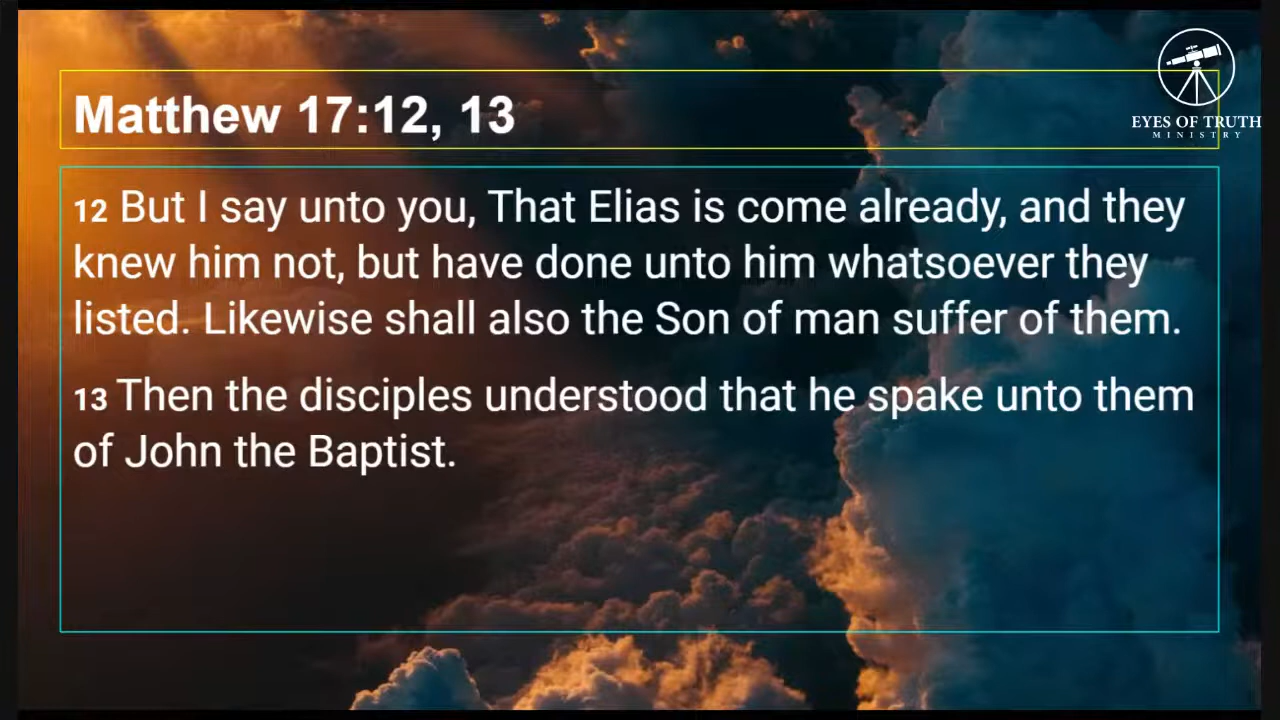 EYES OF TRUTH
MINISTRY
Matthew 17:12, 13
12 But I say unto you, That Elias is come already, and they
knew him not, but have done unto him whatsoever they
listed. Likewise shall also the Son of man suffer of them.
13 Then the disciples understood that he spake unto them
of John the Baptist.